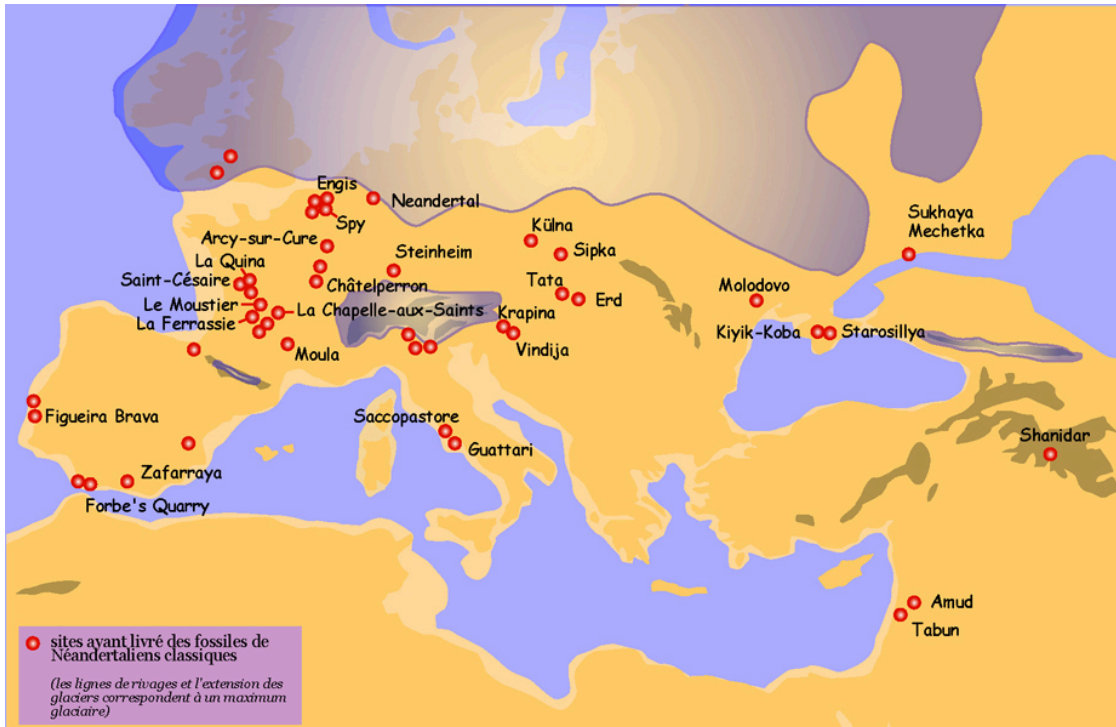 Engis
Neandertal
Spy
Külna
Sukhaya
Mechetka
Arcy-sur-Cure
Steinheim
Sipka
La Quina
Saint-Césaire
Châtelperron
Tata
Molodovo
Le Moustier
La Chapelle-aux-Saints
Erd
Krapina
La Ferrassie
Kiyik-Koba
Starosillya
Moula
Vindija
Figueira Brava
Saccopastore
Guattari
Shanidar
Zafarraya
Forbe's Quarry
Amud
Tabun
sites ayant livré des fossiles de
Néandertaliens classiques
(les lignes de rivages et l'extension des
glaciers correspondent à un maximum
glaciaire)